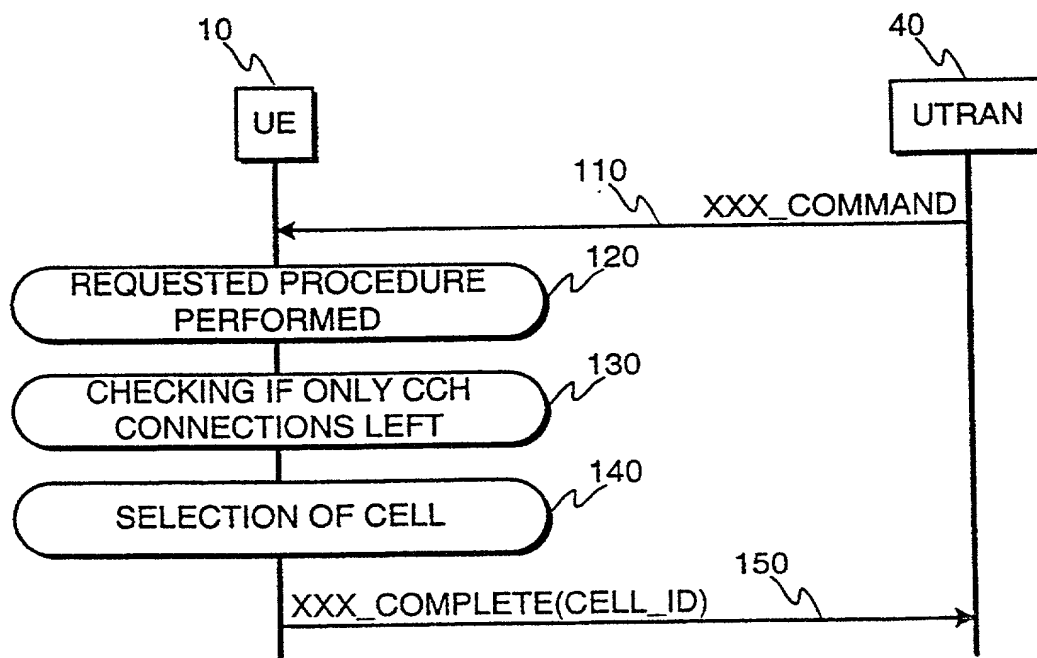 10
40
UE
UTRAN
110
XXX_COMMAND
120
REQUESTED PROCEDURE
PERFORMED
130
CHECKING IF ONLY CCH
CONNECTIONS LEFT
140
SELECTION OF CELL
150
XXX_COMPLETE(CELL_ID)